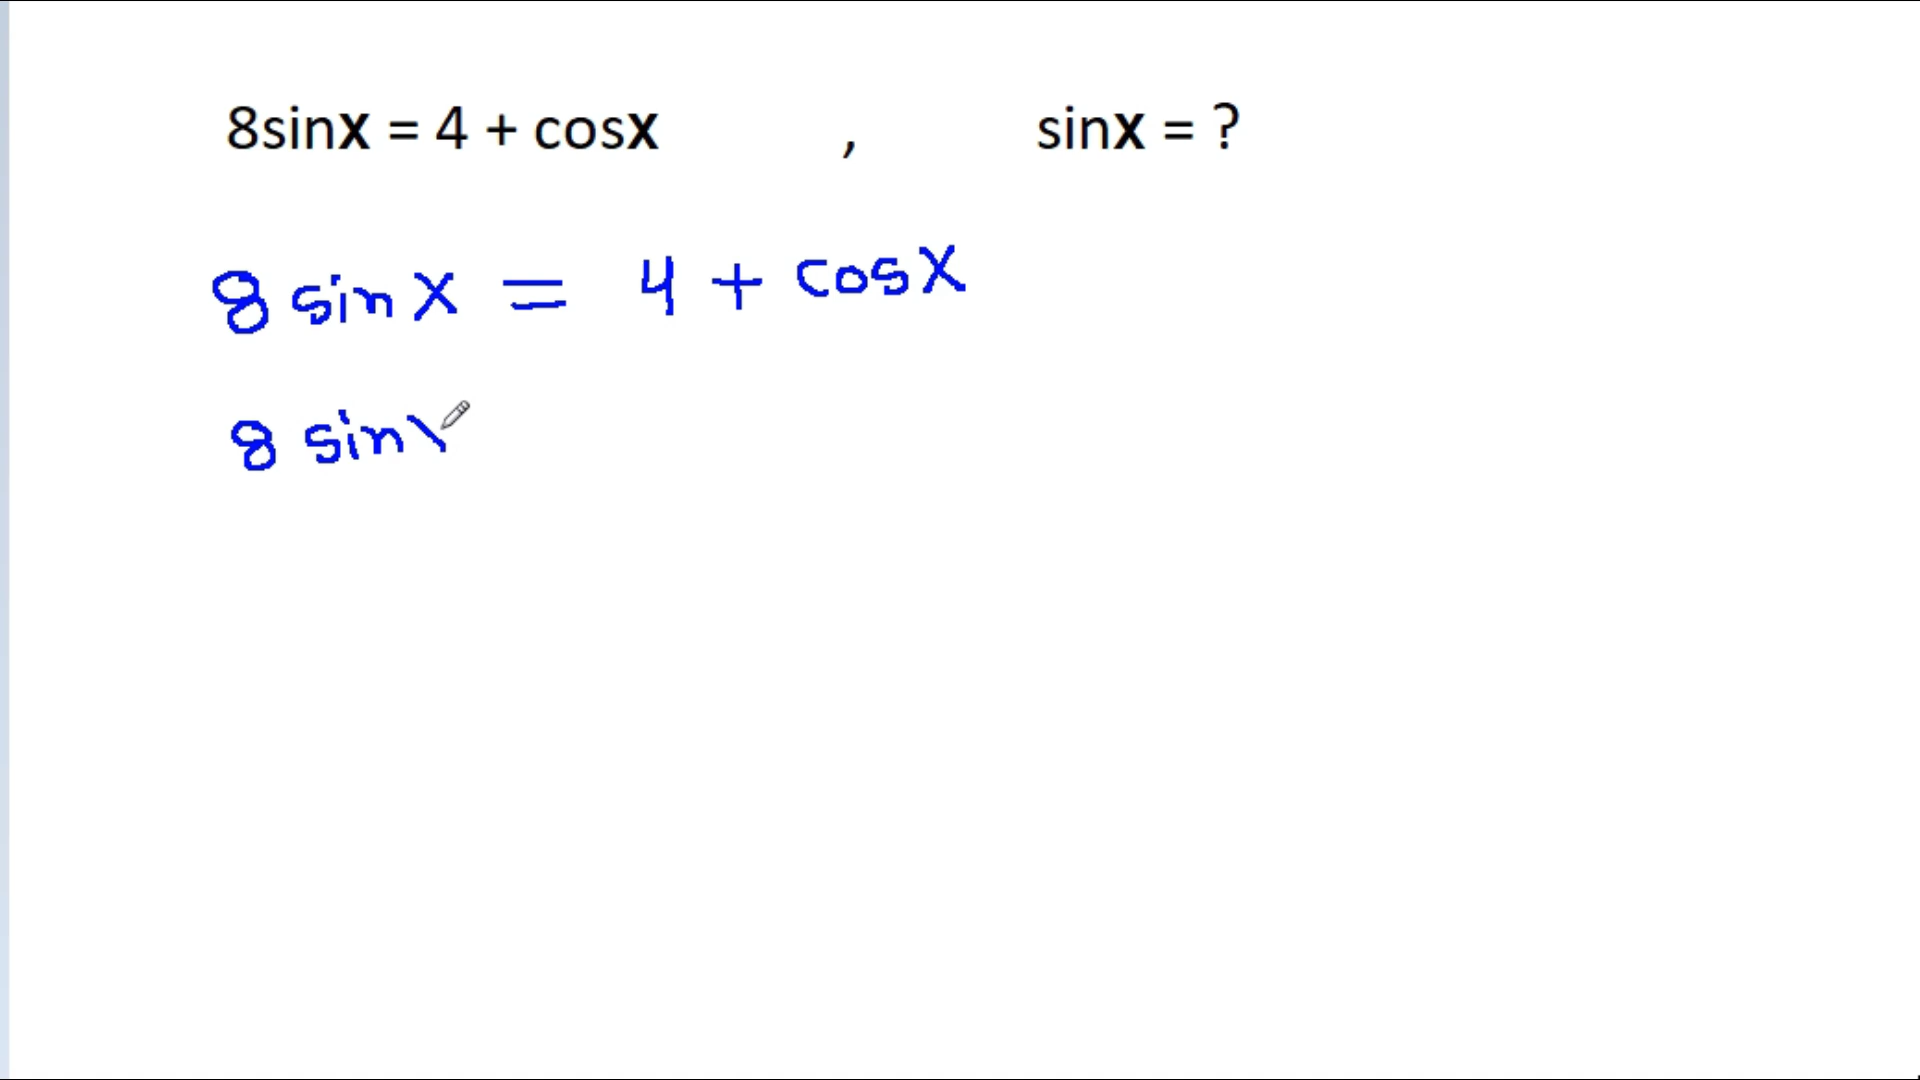 8sinx = 4 + cosx , sinx = ?
8 sin x = 4 + cos x
8 sin